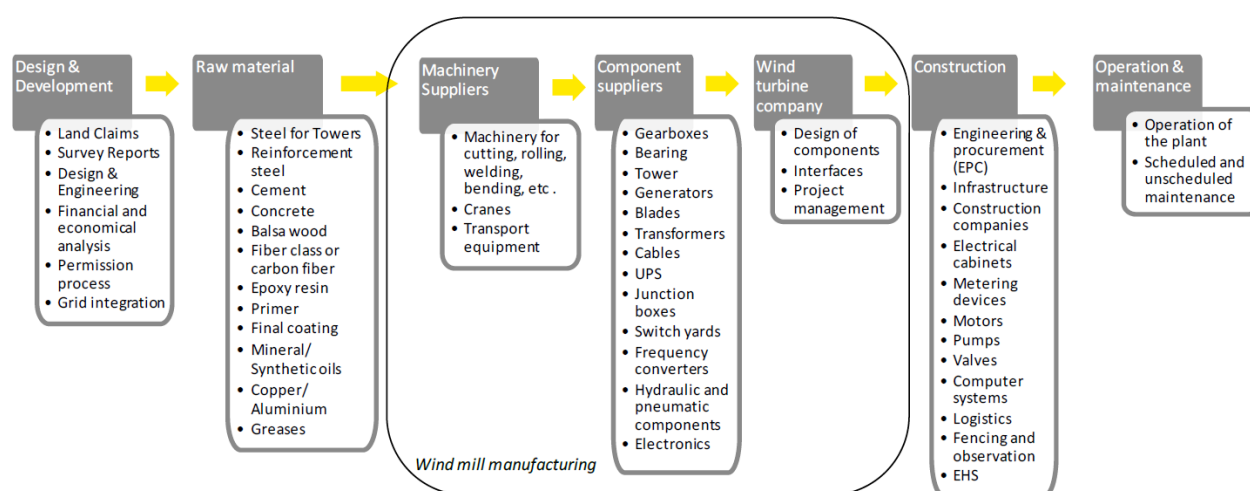 Design &
Development
• Land Claims
• Survey Reports
• Design &
Engineering
• Financial and
economical
analysis
• Permission
process
• Grid integration
Raw material
• Steel for Towers
• Reinforcement
steel
• Cement
• Concrete
• Balsa wood
• Fiber class or
carbon fiber
• Epoxy resin
• Primer
• Final coating
• Mineral/
Synthetic oils
• Copper/
Aluminium
• Greases
Machinery
Suppliers
• Machinery for
cutting, rolling,
welding,
bending, etc .
• Cranes
• Transport
equipment
Component
suppliers
• Gearboxes
• Bearing
• Tower
• Generators
• Blades
• Transformers
• Cables
• UPS
• Junction
boxes
• Switch yards
• Frequency
converters
• Hydraulic and
pneumatic
components
• Electronics
Wind
turbine
company
• Design of
components
• Interfaces
• Project
management
Wind mill manufacturing
Construction
• Engineering &
procurement
(EPC)
• Infrastructure
• Construction
companies
• Electrical
cabinets
• Metering
devices
• Motors
• Pumps
• Valves
• Computer
systems
• Logistics
• Fencing and
observation
• EHS
Operation &
maintenance
• Operation of
the plant
• Scheduled and
unscheduled
maintenance